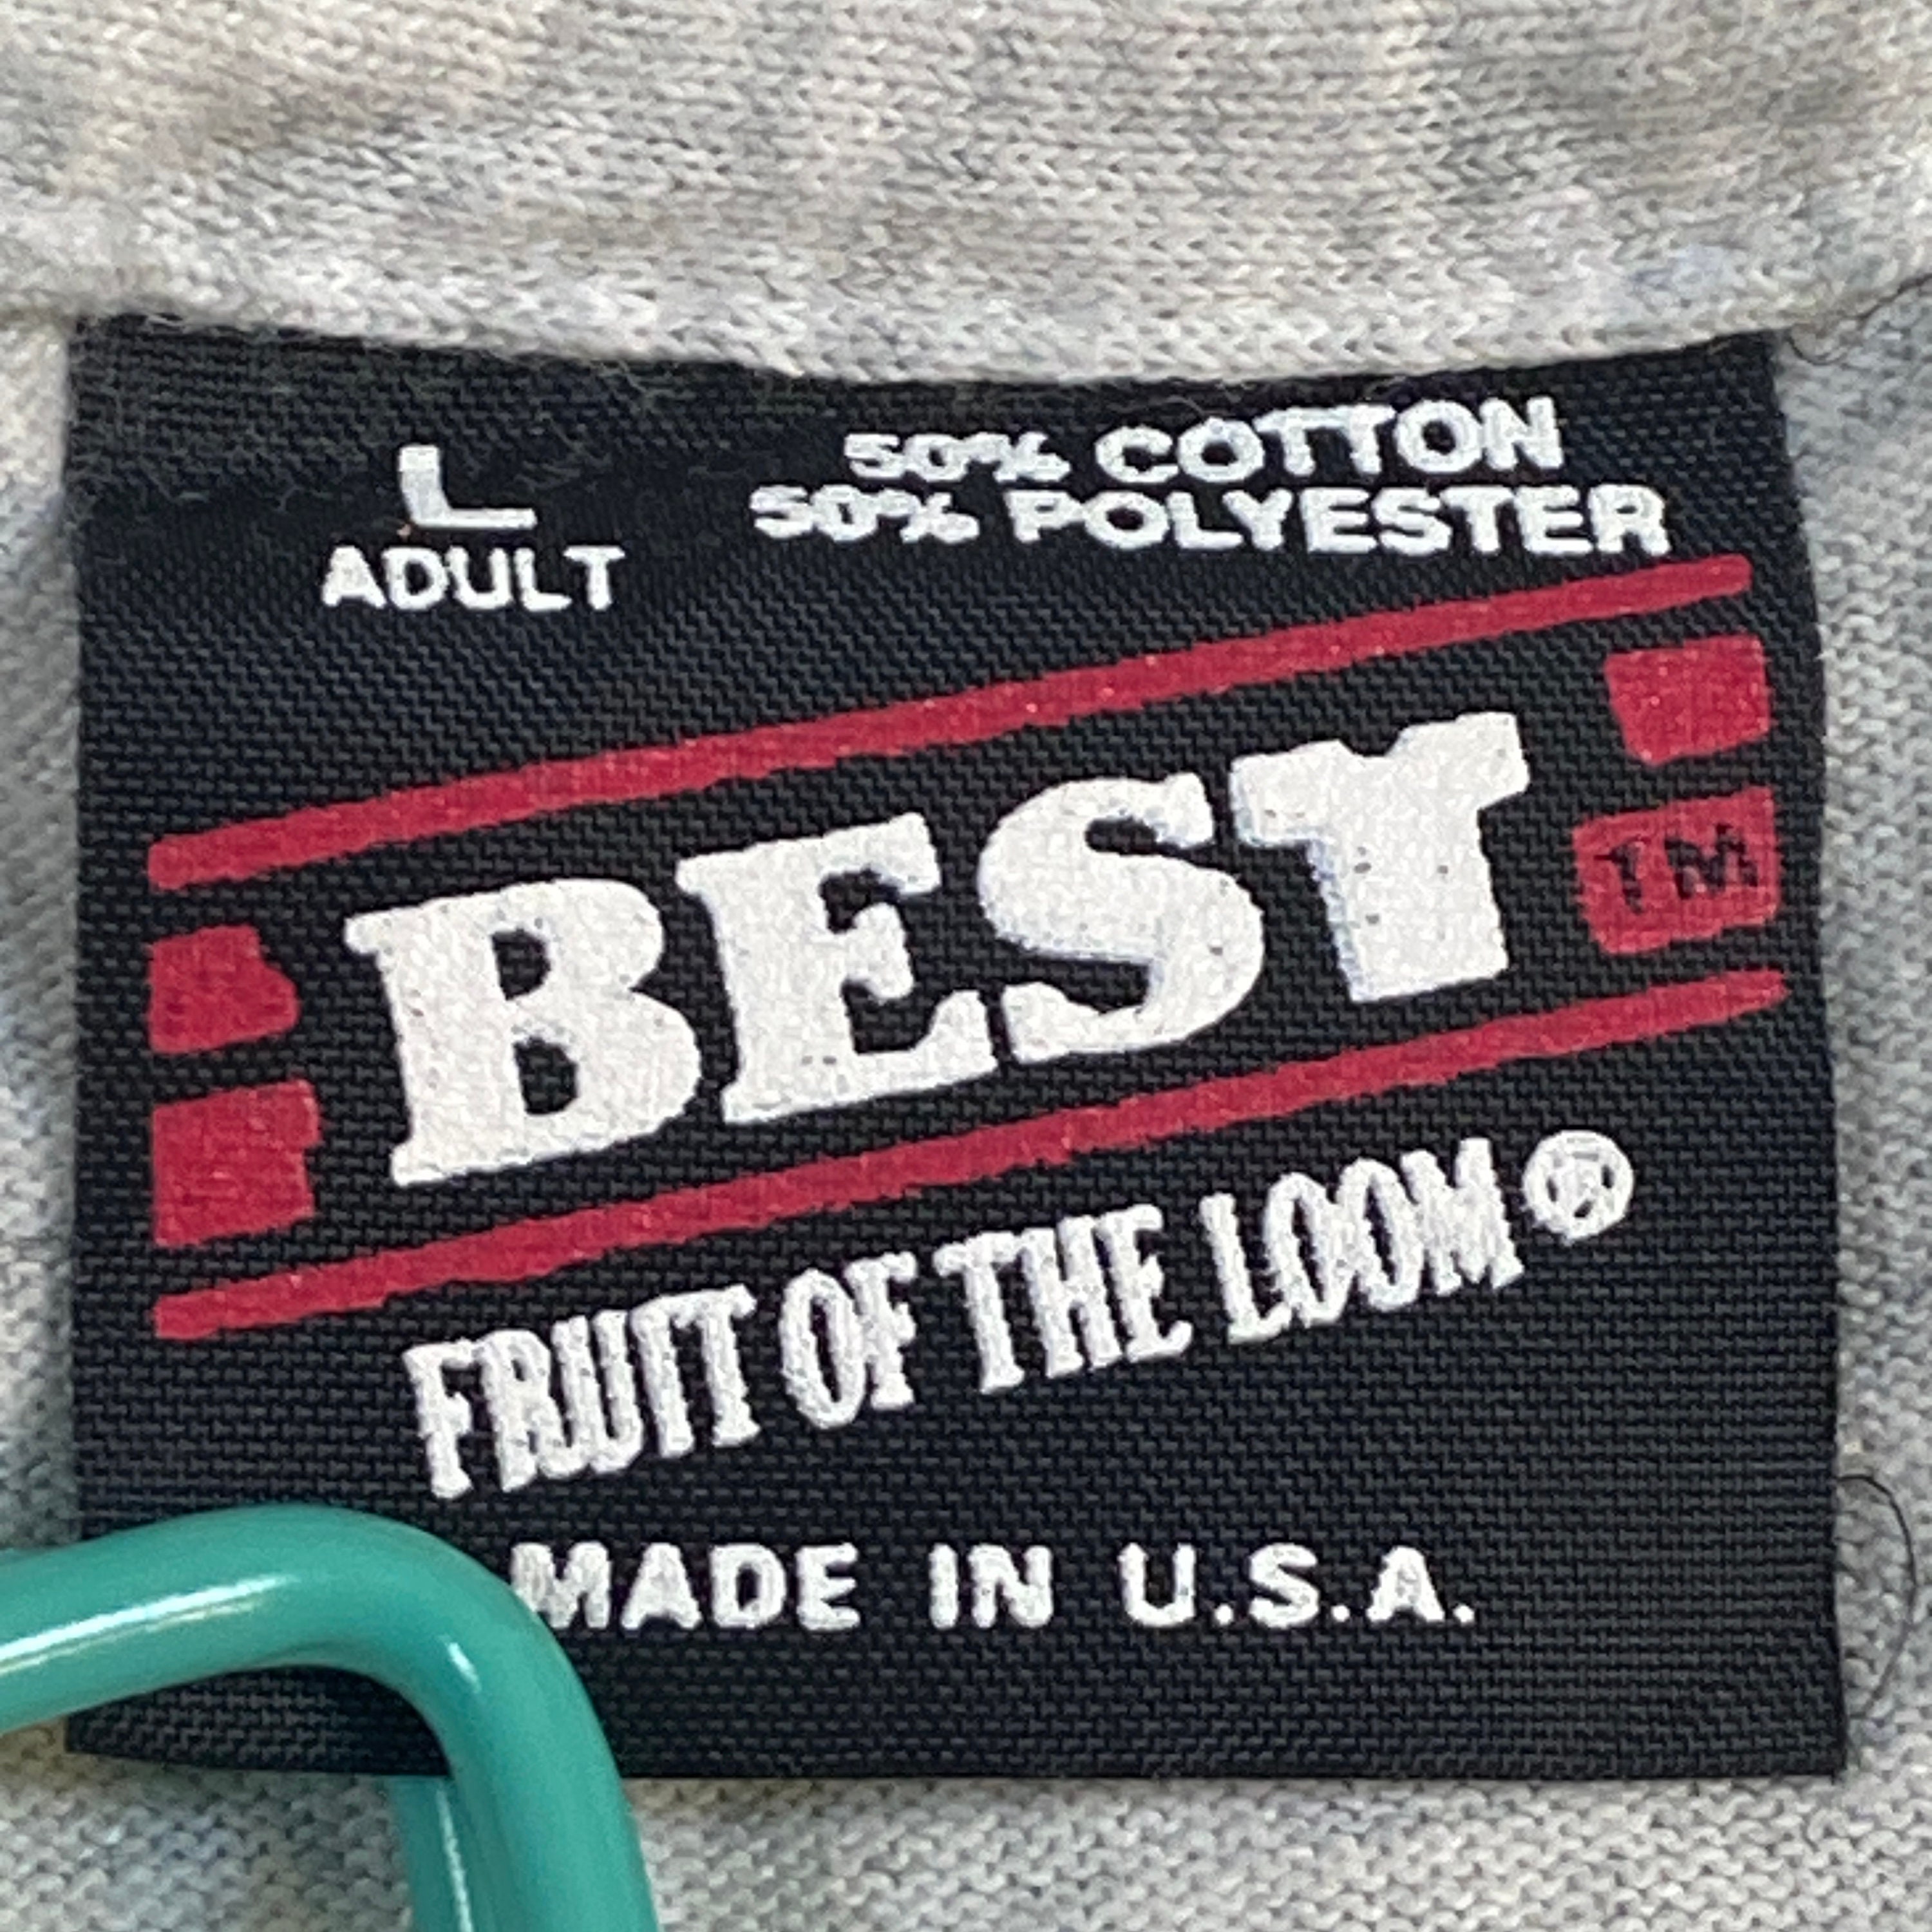 L
ADULT
50% COTTON
50% POLYESTER
BEST
TM
FRUIT OF THE LOOM®
MADE IN U.S.A.